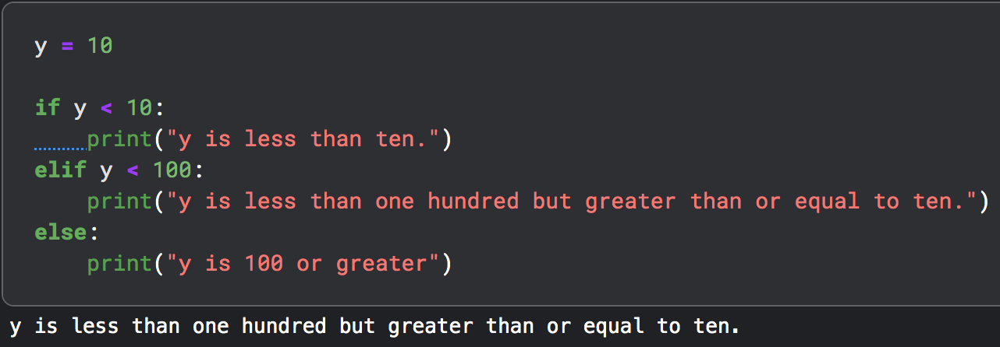 y = 10
if y < 10:
    print("y is less than ten.")
elif y < 100:
    print("y is less than one hundred but greater than or equal to ten.")
else:
    print("y is 100 or greater")
y is less than one hundred but greater than or equal to ten.